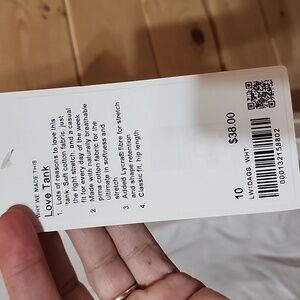 WHY WE MADE THIS
Love Tank
1. Lots of reasons to love this
tank. Soft cotton fabric, just
the right stretch, and a casual
fit for every day of the week
2. Made with naturally breathable
pima cotton fabric for the
ultimate in softness and
stretch
3. Added Lycra® fibre for stretch
and shape retention
4. Classic fit, hip length
$38.00
10
LW1DAGS WHT
000132158802